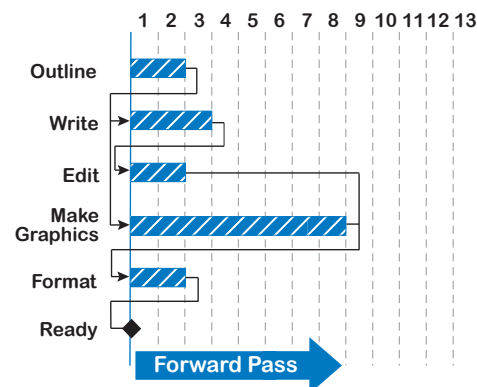 1 2 3 4 5 6 7 8 9 10 11 12 13
Outline
Write
Edit
Make
Graphics
Format
Ready
Forward Pass